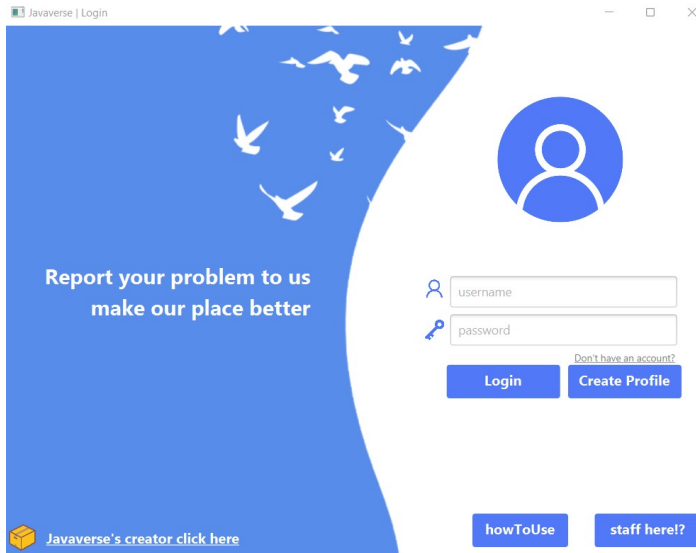 Javaverse | Login
Report your problem to us
make our place better
username
password
Don't have an account?
Login
Create Profile
Javaverse's creator click here
howToUse
staff here!?